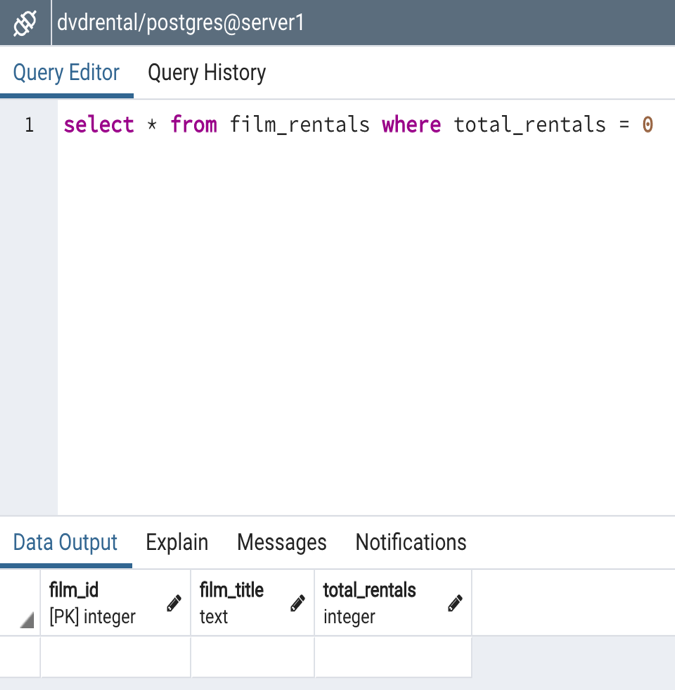 dvdrental/postgres@server1
Query Editor Query History
1 select * from film_rentals where total_rentals = 0
Data Output Explain Messages Notifications
film_id film_title total_rentals
[PK] integer text integer